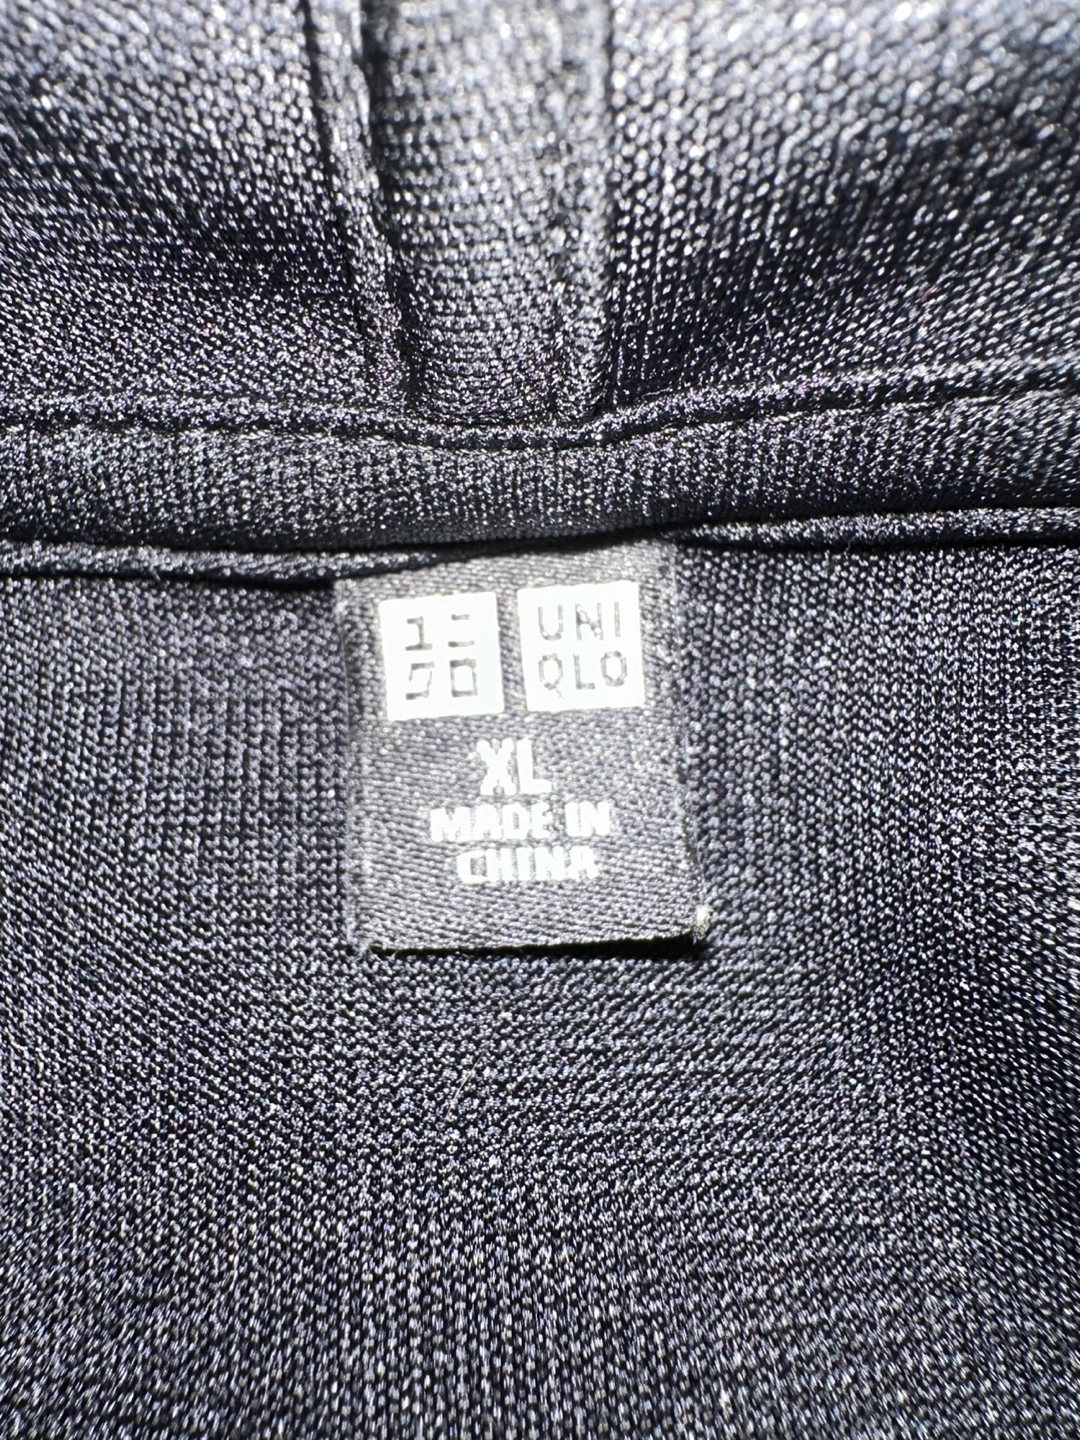 ユニ
クロ
UNI
QLO
XL
MADE IN
CHINA